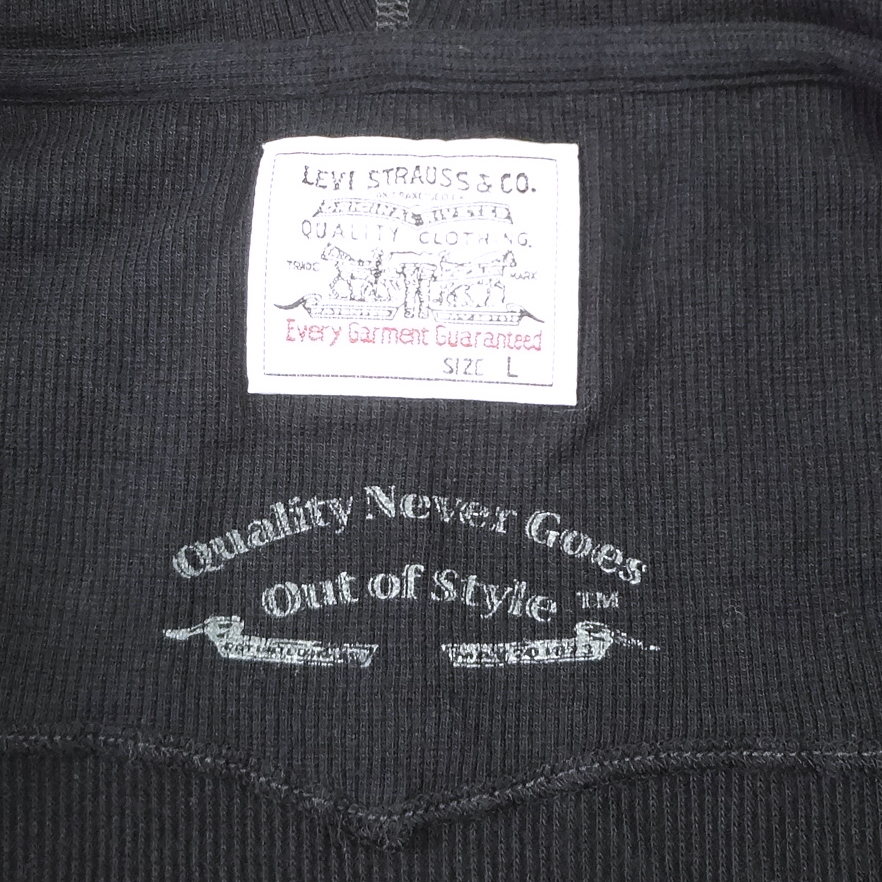 LEVI STRAUSS & CO.
QUALITY CLOTHING.
TRADE MARK
Every Garment Guaranteed
SIZE L
Quality Never Goes
Out of Style TM